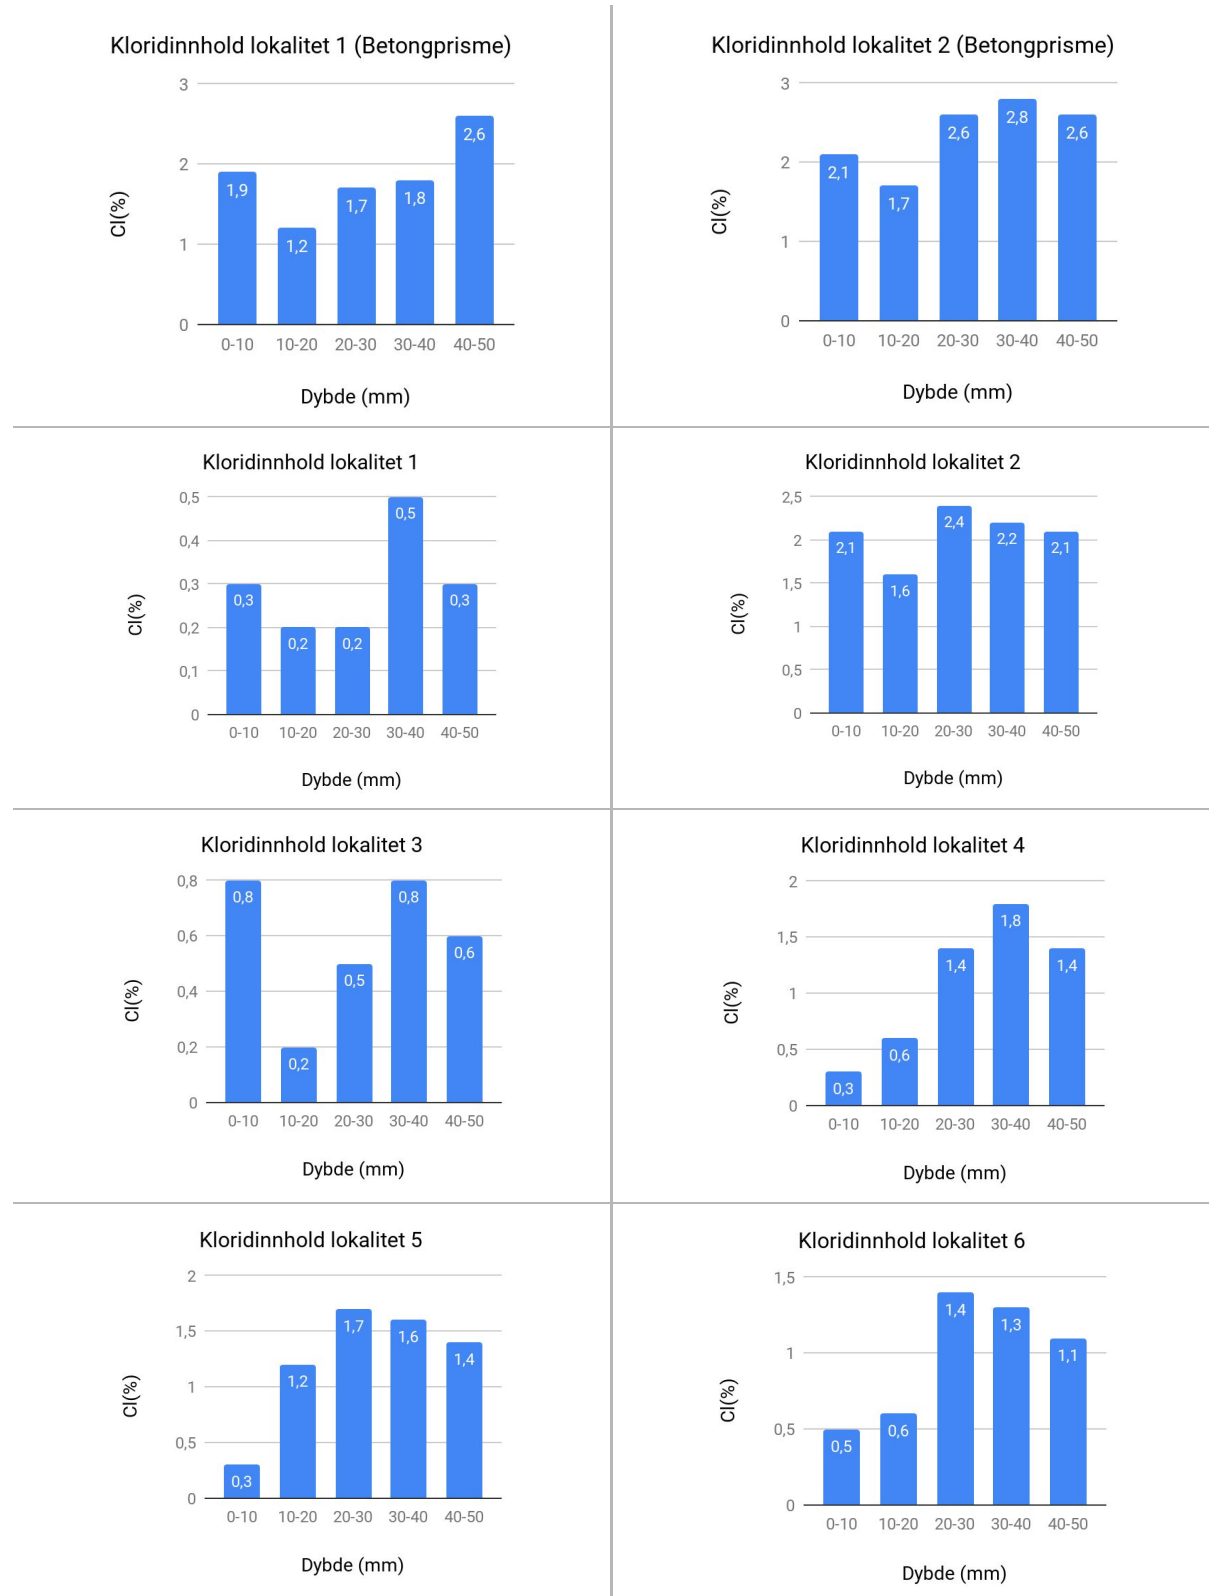 Kloridinnhold lokalitet 1 (Betongprisme)
3
2
1
0
Cl(%)
1,9
1,2
1,7
1,8
2,6
0-10 10-20 20-30 30-40 40-50
Dybde (mm)
Kloridinnhold lokalitet 2 (Betongprisme)
3
2
1
0
Cl(%)
2,1
1,7
2,6
2,8
2,6
0-10 10-20 20-30 30-40 40-50
Dybde (mm)
Kloridinnhold lokalitet 1
0,5
0,4
0,3
0,2
0,1
0
Cl(%)
0,3
0,2
0,2
0,5
0,3
0-10 10-20 20-30 30-40 40-50
Dybde (mm)
Kloridinnhold lokalitet 2
2,5
2
1,5
1
0,5
0
Cl(%)
2,1
1,6
2,4
2,2
2,1
0-10 10-20 20-30 30-40 40-50
Dybde (mm)
Kloridinnhold lokalitet 3
0,8
0,6
0,4
0,2
0
Cl(%)
0,8
0,2
0,5
0,8
0,6
0-10 10-20 20-30 30-40 40-50
Dybde (mm)
Kloridinnhold lokalitet 4
2
1,5
1
0,5
0
Cl(%)
0,3
0,6
1,4
1,8
1,4
0-10 10-20 20-30 30-40 40-50
Dybde (mm)
Kloridinnhold lokalitet 5
2
1,5
1
0,5
0
Cl(%)
0,3
1,2
1,7
1,6
1,4
0-10 10-20 20-30 30-40 40-50
Dybde (mm)
Kloridinnhold lokalitet 6
1,5
1
0,5
0
Cl(%)
0,5
0,6
1,4
1,3
1,1
0-10 10-20 20-30 30-40 40-50
Dybde (mm)